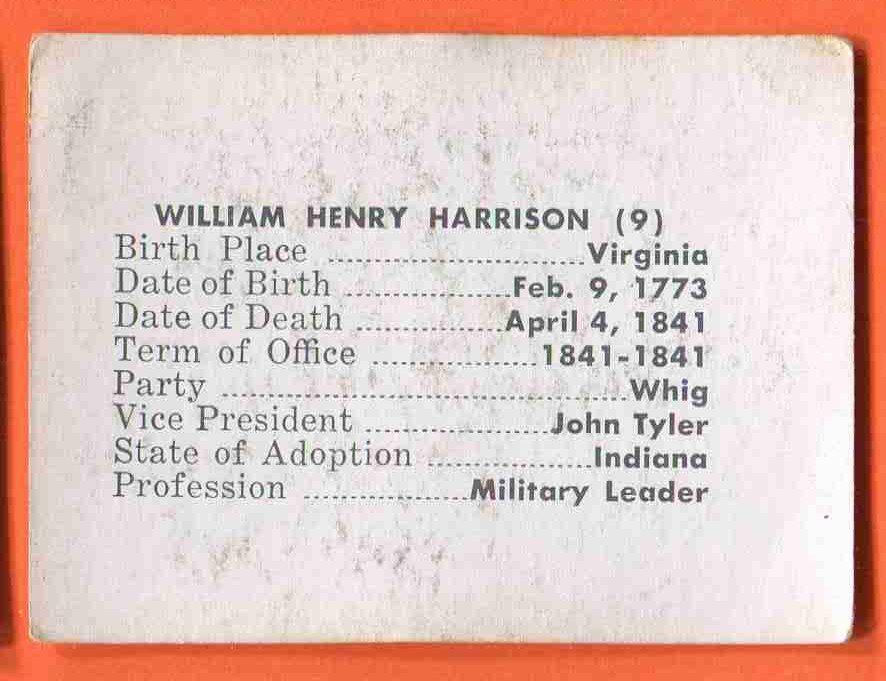 WILLIAM HENRY HARRISON (9)
Birth Place ............................Virginia
Date of Birth ..................Feb. 9, 1773
Date of Death ................April 4, 1841
Term of Office ..................1841-1841
Party ............................................Whig
Vice President ....................John Tyler
State of Adoption ..................Indiana
Profession ..................Military Leader